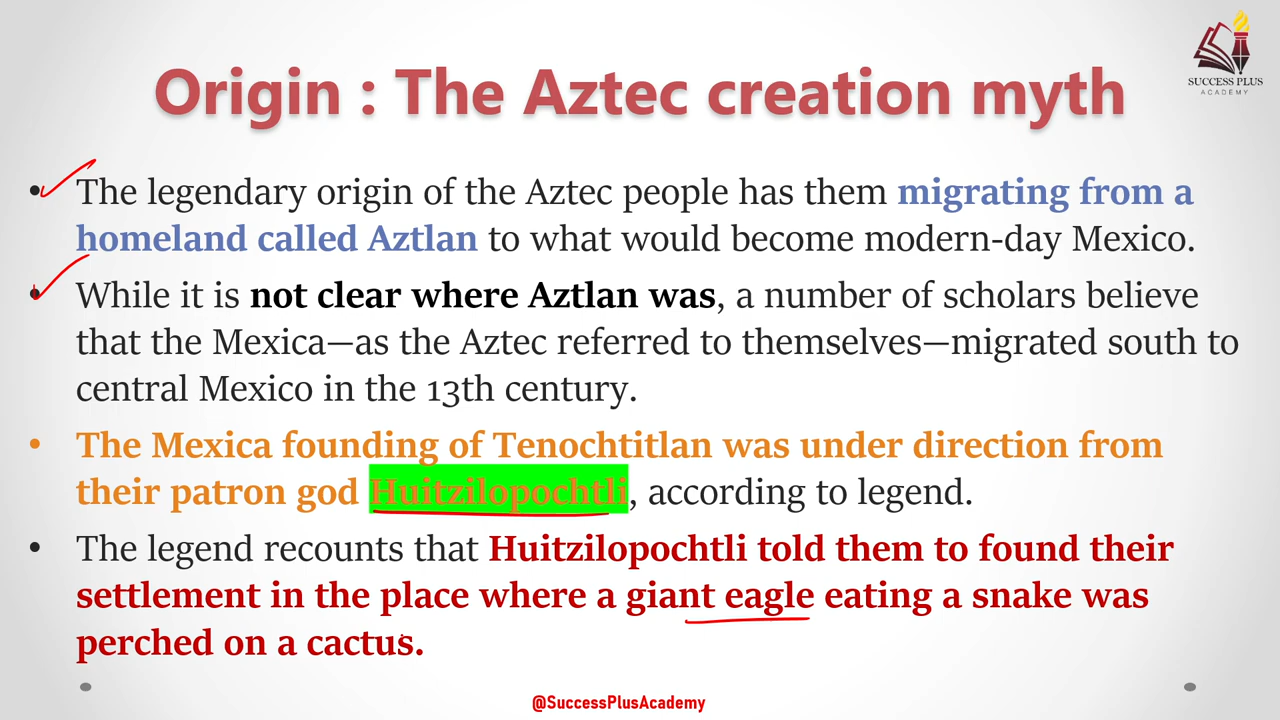 SUCCESS PLUS
ACADEMY
Origin : The Aztec creation myth
• The legendary origin of the Aztec people has them migrating from a
homeland called Aztlan to what would become modern-day Mexico.
• While it is not clear where Aztlan was, a number of scholars believe
that the Mexica—as the Aztec referred to themselves—migrated south to
central Mexico in the 13th century.
• The Mexica founding of Tenochtitlan was under direction from
their patron god Huitzilopochtli, according to legend.
• The legend recounts that Huitzilopochtli told them to found their
settlement in the place where a giant eagle eating a snake was
perched on a cactus.
@SuccessPlusAcademy